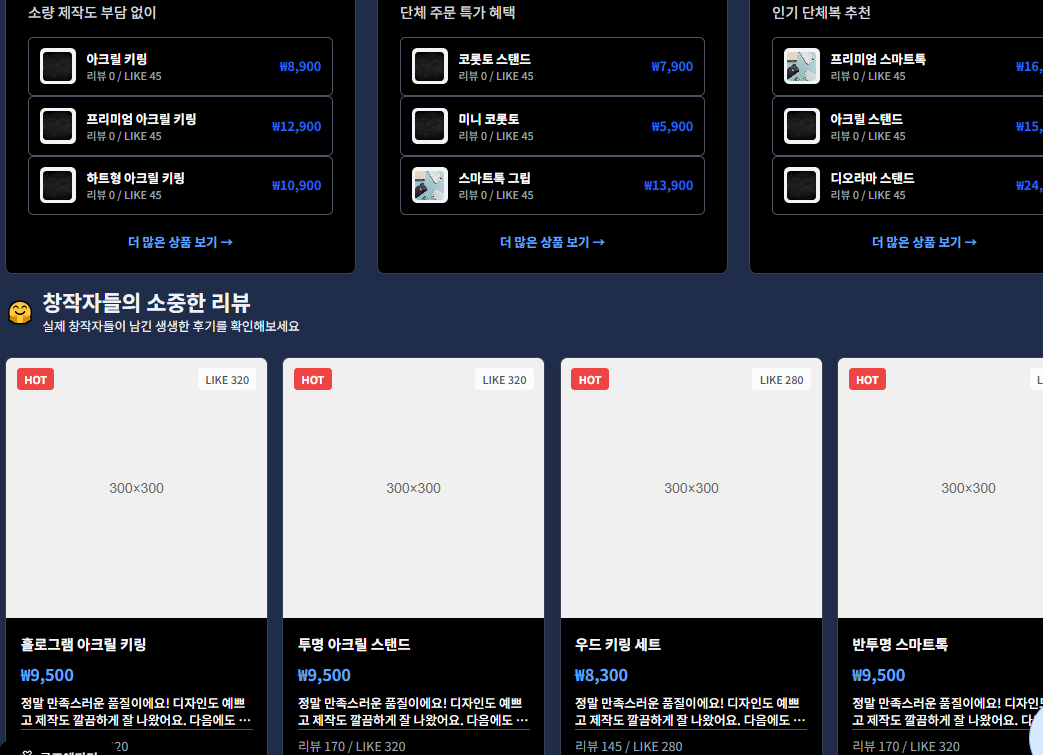 소량 제작도 부담 없이
아크릴 키링
리뷰 0 / LIKE 45
₩8,900
프리미엄 아크릴 키링
리뷰 0 / LIKE 45
₩12,900
하트형 아크릴 키링
리뷰 0 / LIKE 45
₩10,900
더 많은 상품 보기 →
단체 주문 특가 혜택
코롯토 스탠드
리뷰 0 / LIKE 45
₩7,900
미니 코롯토
리뷰 0 / LIKE 45
₩5,900
스마트톡 그립
리뷰 0 / LIKE 45
₩13,900
더 많은 상품 보기 →
인기 단체복 추천
프리미엄 스마트톡
리뷰 0 / LIKE 45
₩16,
아크릴 스탠드
리뷰 0 / LIKE 45
₩15,
디오라마 스탠드
리뷰 0 / LIKE 45
₩24,
더 많은 상품 보기 →
창작자들의 소중한 리뷰
실제 창작자들이 남긴 생생한 후기를 확인해보세요
HOT
LIKE 320
300×300
홀로그램 아크릴 키링
₩9,500
정말 만족스러운 품질이에요! 디자인도 예쁘
고 제작도 깔끔하게 잘 나왔어요. 다음에도 ...
HOT
LIKE 320
300×300
투명 아크릴 스탠드
₩9,500
정말 만족스러운 품질이에요! 디자인도 예쁘
고 제작도 깔끔하게 잘 나왔어요. 다음에도 ...
리뷰 170 / LIKE 320
HOT
LIKE 280
300×300
우드 키링 세트
₩8,300
정말 만족스러운 품질이에요! 디자인도 예쁘
고 제작도 깔끔하게 잘 나왔어요. 다음에도 ...
리뷰 145 / LIKE 280
HOT
300×300
반투명 스마트톡
₩9,500
정말 만족스러운 품질이에요! 디자인도
고 제작도 깔끔하게 잘 나왔어요. 다
리뷰 170 / LIKE 320